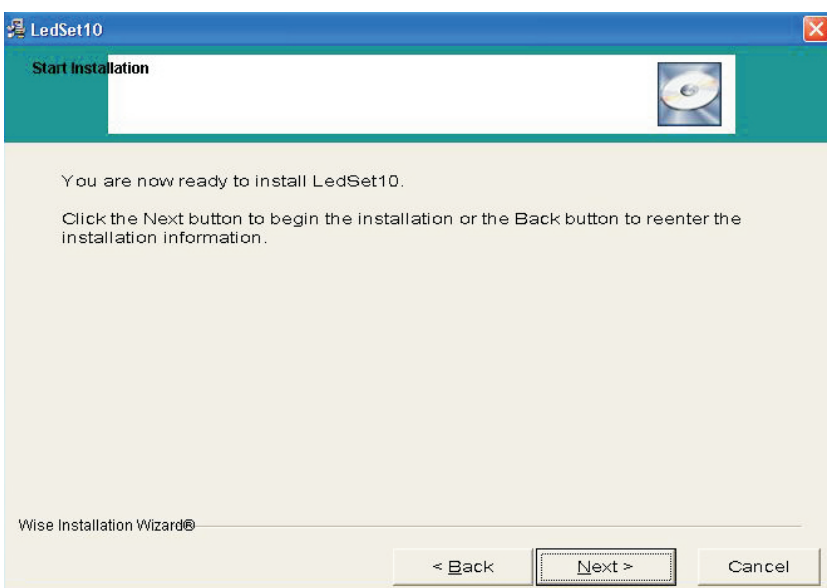 LedSet10
Start Installation
You are now ready to install LedSet10.
Click the Next button to begin the installation or the Back button to reenter the
installation information.
Wise Installation Wizard®
< Back
Next >
Cancel